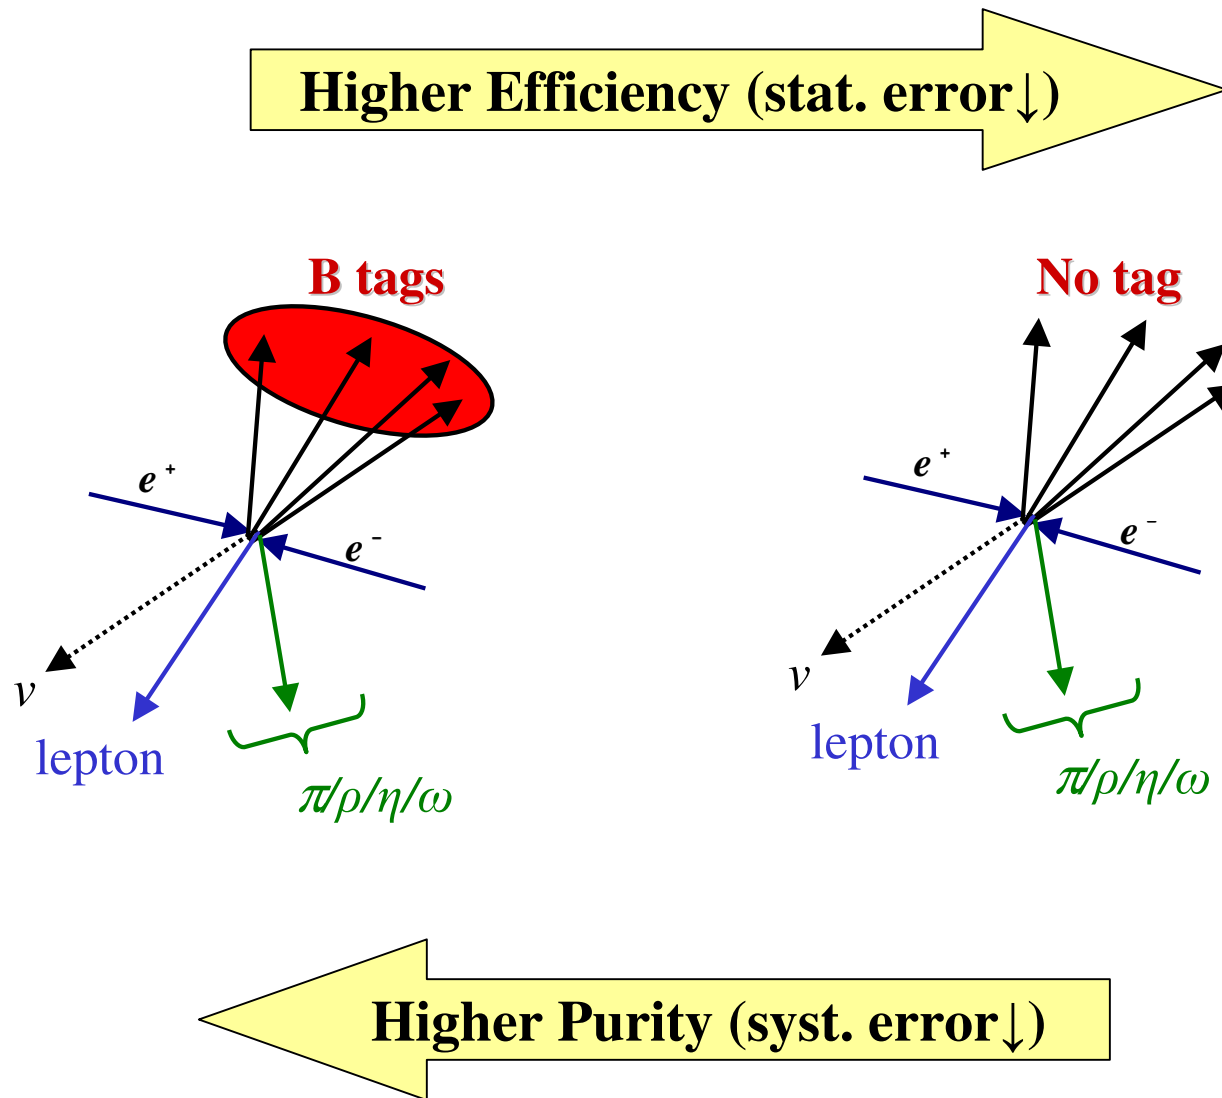 Higher Efficiency (stat. error↓)
B tags
No tag
e⁺
e⁺
e⁻
e⁻
ν
ν
lepton
lepton
π/ρ/η/ω
π/ρ/η/ω
Higher Purity (syst. error↓)